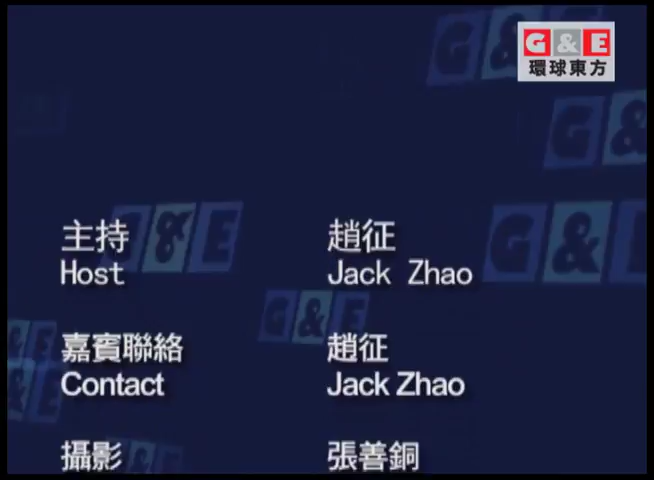 G&E
環球東方
主持 趙征
Host Jack Zhao
嘉賓聯絡 趙征
Contact Jack Zhao
攝影 張善銅